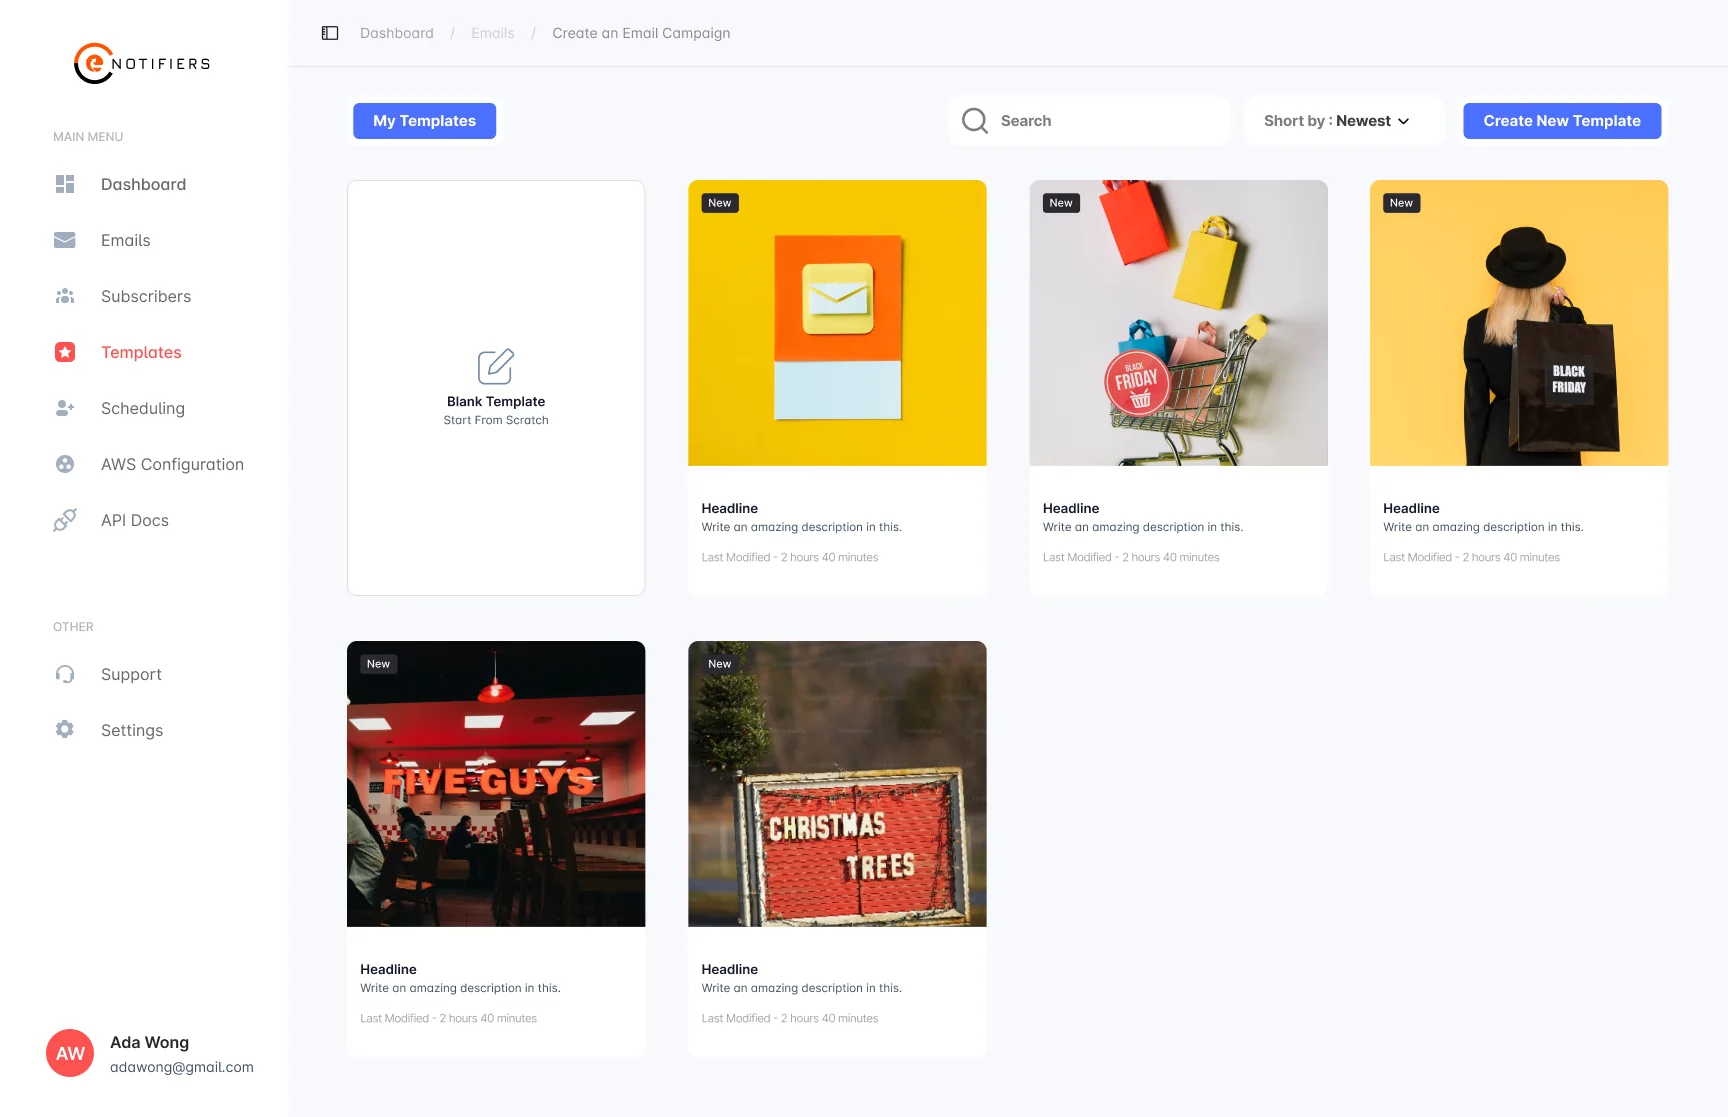 NOTIFIERS
Dashboard / Emails / Create an Email Campaign
MAIN MENU
Dashboard
Emails
Subscribers
Templates
Scheduling
AWS Configuration
API Docs
OTHER
Support
Settings
AW
Ada Wong
adawong@gmail.com
My Templates
Search
Short by : Newest
Create New Template
Blank Template
Start From Scratch
New
Headline
Write an amazing description in this.
Last Modified - 2 hours 40 minutes
New
BLACK
FRIDAY
Headline
Write an amazing description in this.
Last Modified - 2 hours 40 minutes
New
BLACK
FRIDAY
Headline
Write an amazing description in this.
Last Modified - 2 hours 40 minutes
New
FIVE GUYS
Headline
Write an amazing description in this.
Last Modified - 2 hours 40 minutes
New
CHRISTMAS
TREES
Headline
Write an amazing description in this.
Last Modified - 2 hours 40 minutes